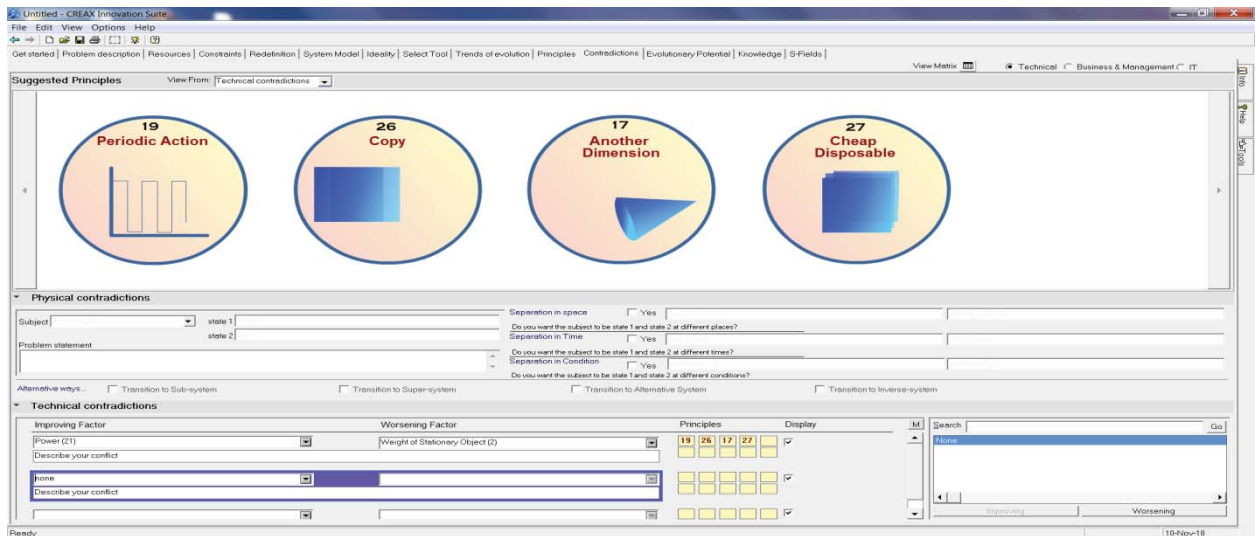 Untitled - CREAX Innovation Suite
File Edit View Options Help
Get started | Problem description | Resources | Constraints | Redefinition | System Model | Ideality | Select Tool | Trends of evolution | Principles | Contradictions | Evolutionary Potential | Knowledge | S-Fields |
View Matrix Technical Business & Management IT
Suggested Principles View From: Technical contradictions
Info
Help
Tools
19
Periodic Action
26
Copy
17
Another
Dimension
27
Cheap
Disposable
Physical contradictions
Subject state 1
state 2
Problem statement
Separation in space Yes
Do you want the subject to be state 1 and state 2 at different places?
Separation in Time Yes
Do you want the subject to be state 1 and state 2 at different times?
Separation in Condition Yes
Do you want the subject to be state 1 and state 2 at different conditions?
Alternative ways... Transition to Sub-system Transition to Super-system Transition to Alternative System Transition to Inverse-system
Technical contradictions
Improving Factor Worsening Factor Principles Display M Search Go
Power (21) Weight of Stationary Object (2) 19 26 17 27
Describe your conflict
none
Describe your conflict
None
Improving Worsening
Ready 10-Nov-18